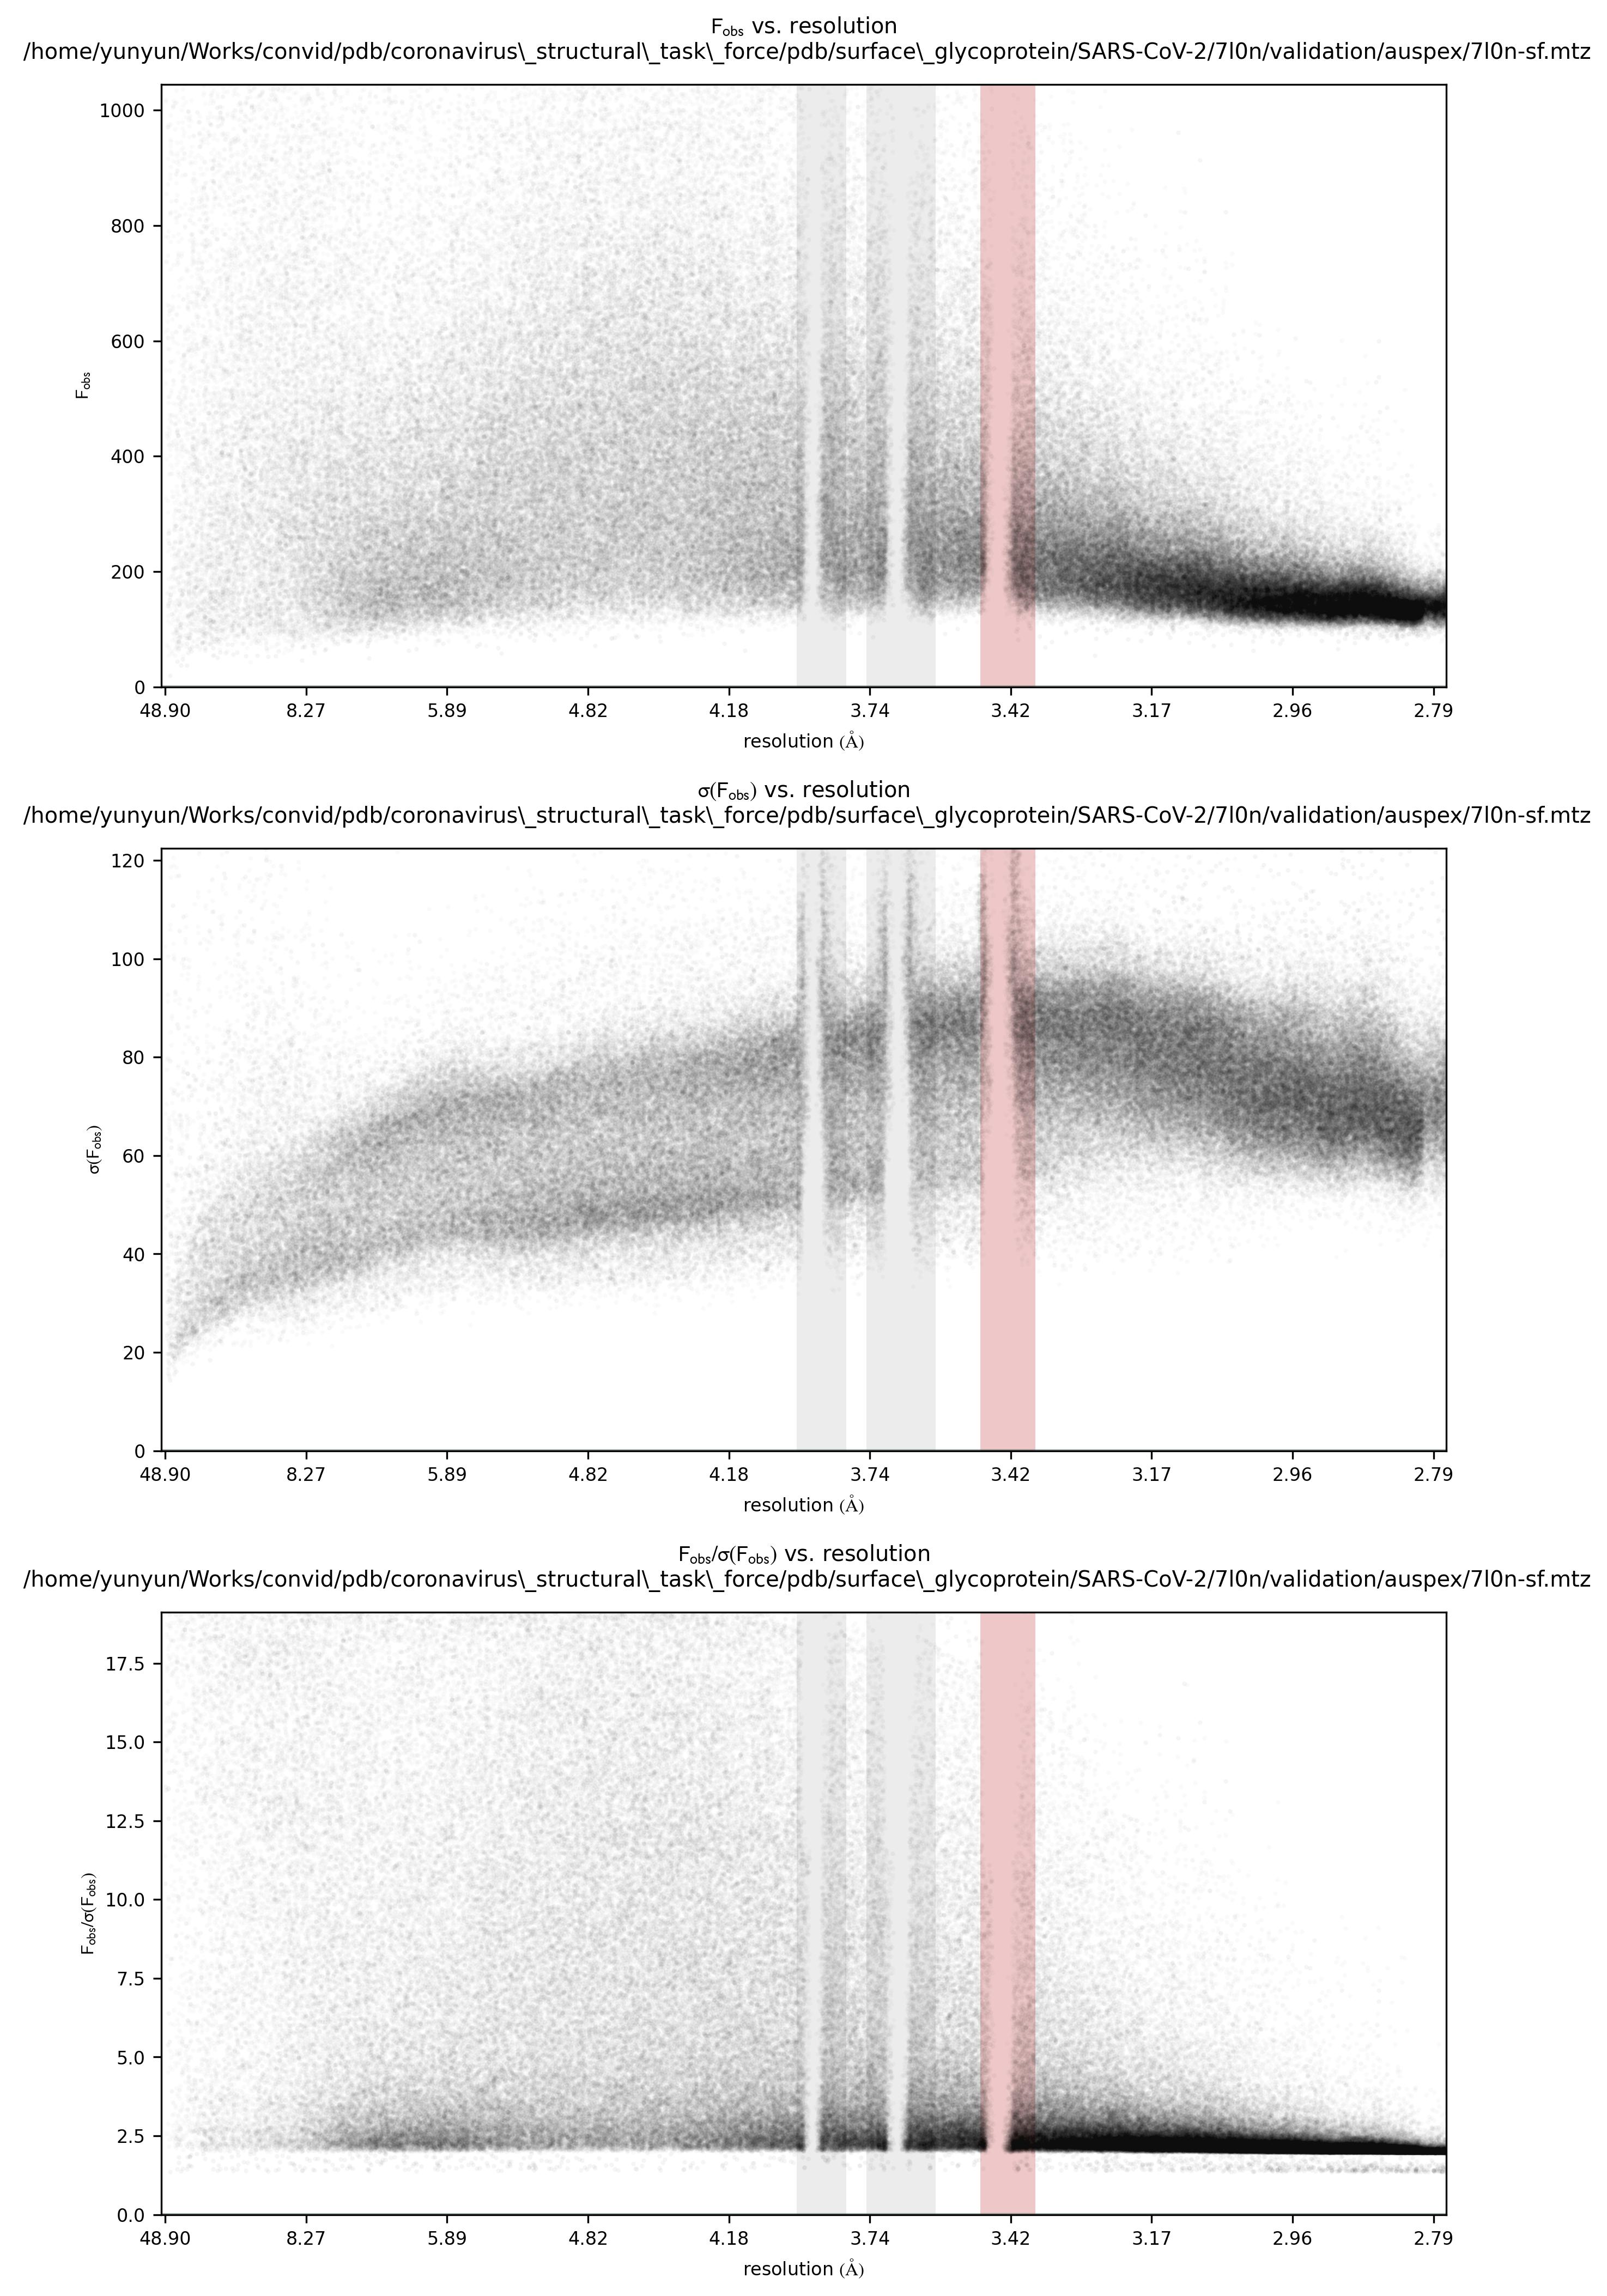 Fobs vs. resolution
/home/yunyun/Works/convid/pdb/coronavirus\_structural\_task\_force/pdb/surface\_glycoprotein/SARS-CoV-2/7l0n/validation/auspex/7l0n-sf.mtz
1000
800
600
400
200
0
Fobs
48.90 8.27 5.89 4.82 4.18 3.74 3.42 3.17 2.96 2.79
resolution (Å)
σ(Fobs) vs. resolution
/home/yunyun/Works/convid/pdb/coronavirus\_structural\_task\_force/pdb/surface\_glycoprotein/SARS-CoV-2/7l0n/validation/auspex/7l0n-sf.mtz
120
100
80
60
40
20
0
σ(Fobs)
48.90 8.27 5.89 4.82 4.18 3.74 3.42 3.17 2.96 2.79
resolution (Å)
Fobs/σ(Fobs) vs. resolution
/home/yunyun/Works/convid/pdb/coronavirus\_structural\_task\_force/pdb/surface\_glycoprotein/SARS-CoV-2/7l0n/validation/auspex/7l0n-sf.mtz
17.5
15.0
12.5
10.0
7.5
5.0
2.5
0.0
Fobs/σ(Fobs)
48.90 8.27 5.89 4.82 4.18 3.74 3.42 3.17 2.96 2.79
resolution (Å)